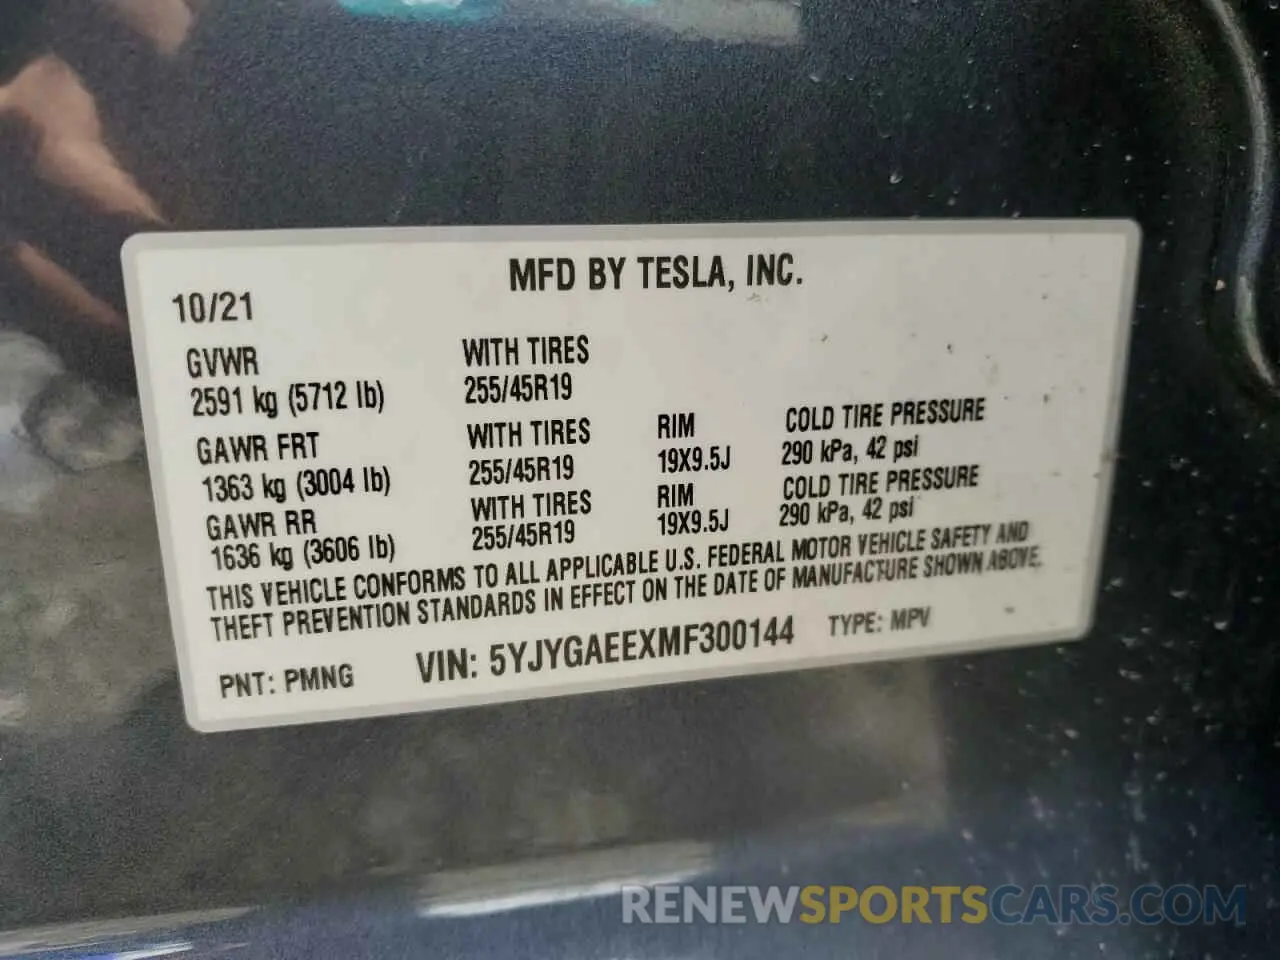 MFD BY TESLA, INC.
10/21
GVWR WITH TIRES
2591 kg (5712 lb) 255/45R19
GAWR FRT WITH TIRES RIM COLD TIRE PRESSURE
1363 kg (3004 lb) 255/45R19 19X9.5J 290 kPa, 42 psi
GAWR RR WITH TIRES RIM COLD TIRE PRESSURE
1636 kg (3606 lb) 255/45R19 19X9.5J 290 kPa, 42 psi
THIS VEHICLE CONFORMS TO ALL APPLICABLE U.S. FEDERAL MOTOR VEHICLE SAFETY AND
THEFT PREVENTION STANDARDS IN EFFECT ON THE DATE OF MANUFACTURE SHOWN ABOVE.
PNT: PMNG VIN: 5YJYGAEEXMF300144 TYPE: MPV
RENEWSPORTSCARS.COM